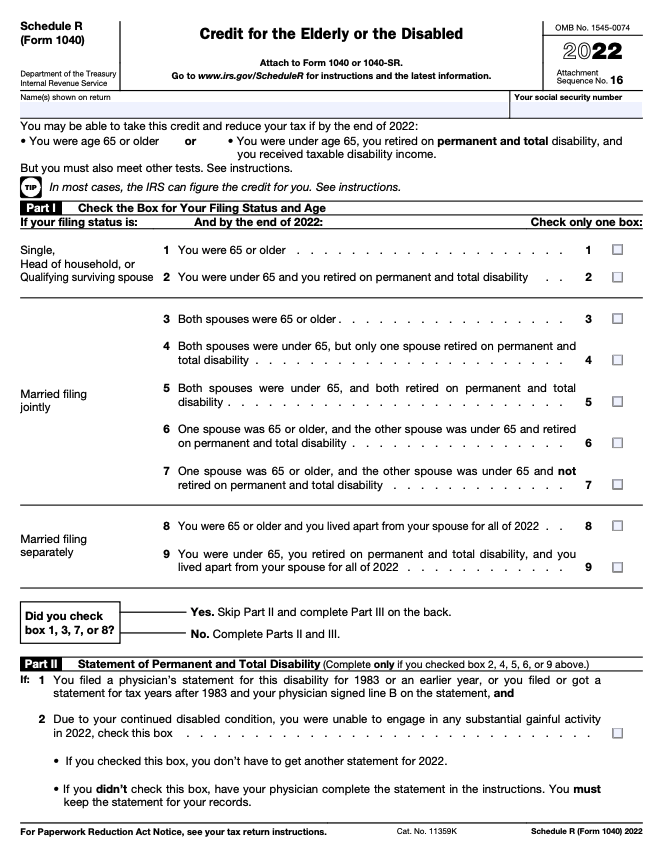 Schedule R
(Form 1040)
Department of the Treasury
Internal Revenue Service
Credit for the Elderly or the Disabled
Attach to Form 1040 or 1040-SR.
Go to www.irs.gov/ScheduleR for instructions and the latest information.
OMB No. 1545-0074
2022
Attachment
Sequence No. 16
Name(s) shown on return
Your social security number
You may be able to take this credit and reduce your tax if by the end of 2022:
• You were age 65 or older or • You were under age 65, you retired on permanent and total disability, and
you received taxable disability income.
But you must also meet other tests. See instructions.
TIP In most cases, the IRS can figure the credit for you. See instructions.
Part I Check the Box for Your Filing Status and Age
If your filing status is: And by the end of 2022: Check only one box:
Single,
Head of household, or
Qualifying surviving spouse
1 You were 65 or older . . . . . . . . . . . . . . . . . . 1
2 You were under 65 and you retired on permanent and total disability . . 2
Married filing
jointly
3 Both spouses were 65 or older . . . . . . . . . . . . . . . 3
4 Both spouses were under 65, but only one spouse retired on permanent and
total disability . . . . . . . . . . . . . . . . . . . . 4
5 Both spouses were under 65, and both retired on permanent and total
disability . . . . . . . . . . . . . . . . . . . . . . 5
6 One spouse was 65 or older, and the other spouse was under 65 and retired
on permanent and total disability . . . . . . . . . . . . . . 6
7 One spouse was 65 or older, and the other spouse was under 65 and not
retired on permanent and total disability . . . . . . . . . . . . 7
Married filing
separately
8 You were 65 or older and you lived apart from your spouse for all of 2022 . . 8
9 You were under 65, you retired on permanent and total disability, and you
lived apart from your spouse for all of 2022 . . . . . . . . . . . 9
Did you check
box 1, 3, 7, or 8?
Yes. Skip Part II and complete Part III on the back.
No. Complete Parts II and III.
Part II Statement of Permanent and Total Disability (Complete only if you checked box 2, 4, 5, 6, or 9 above.)
If: 1 You filed a physician's statement for this disability for 1983 or an earlier year, or you filed or got a
statement for tax years after 1983 and your physician signed line B on the statement, and
2 Due to your continued disabled condition, you were unable to engage in any substantial gainful activity
in 2022, check this box . . . . . . . . . . . . . . . . . . . . . . . . . . .
• If you checked this box, you don't have to get another statement for 2022.
• If you didn't check this box, have your physician complete the statement in the instructions. You must
keep the statement for your records.
For Paperwork Reduction Act Notice, see your tax return instructions. Cat. No. 11359K Schedule R (Form 1040) 2022